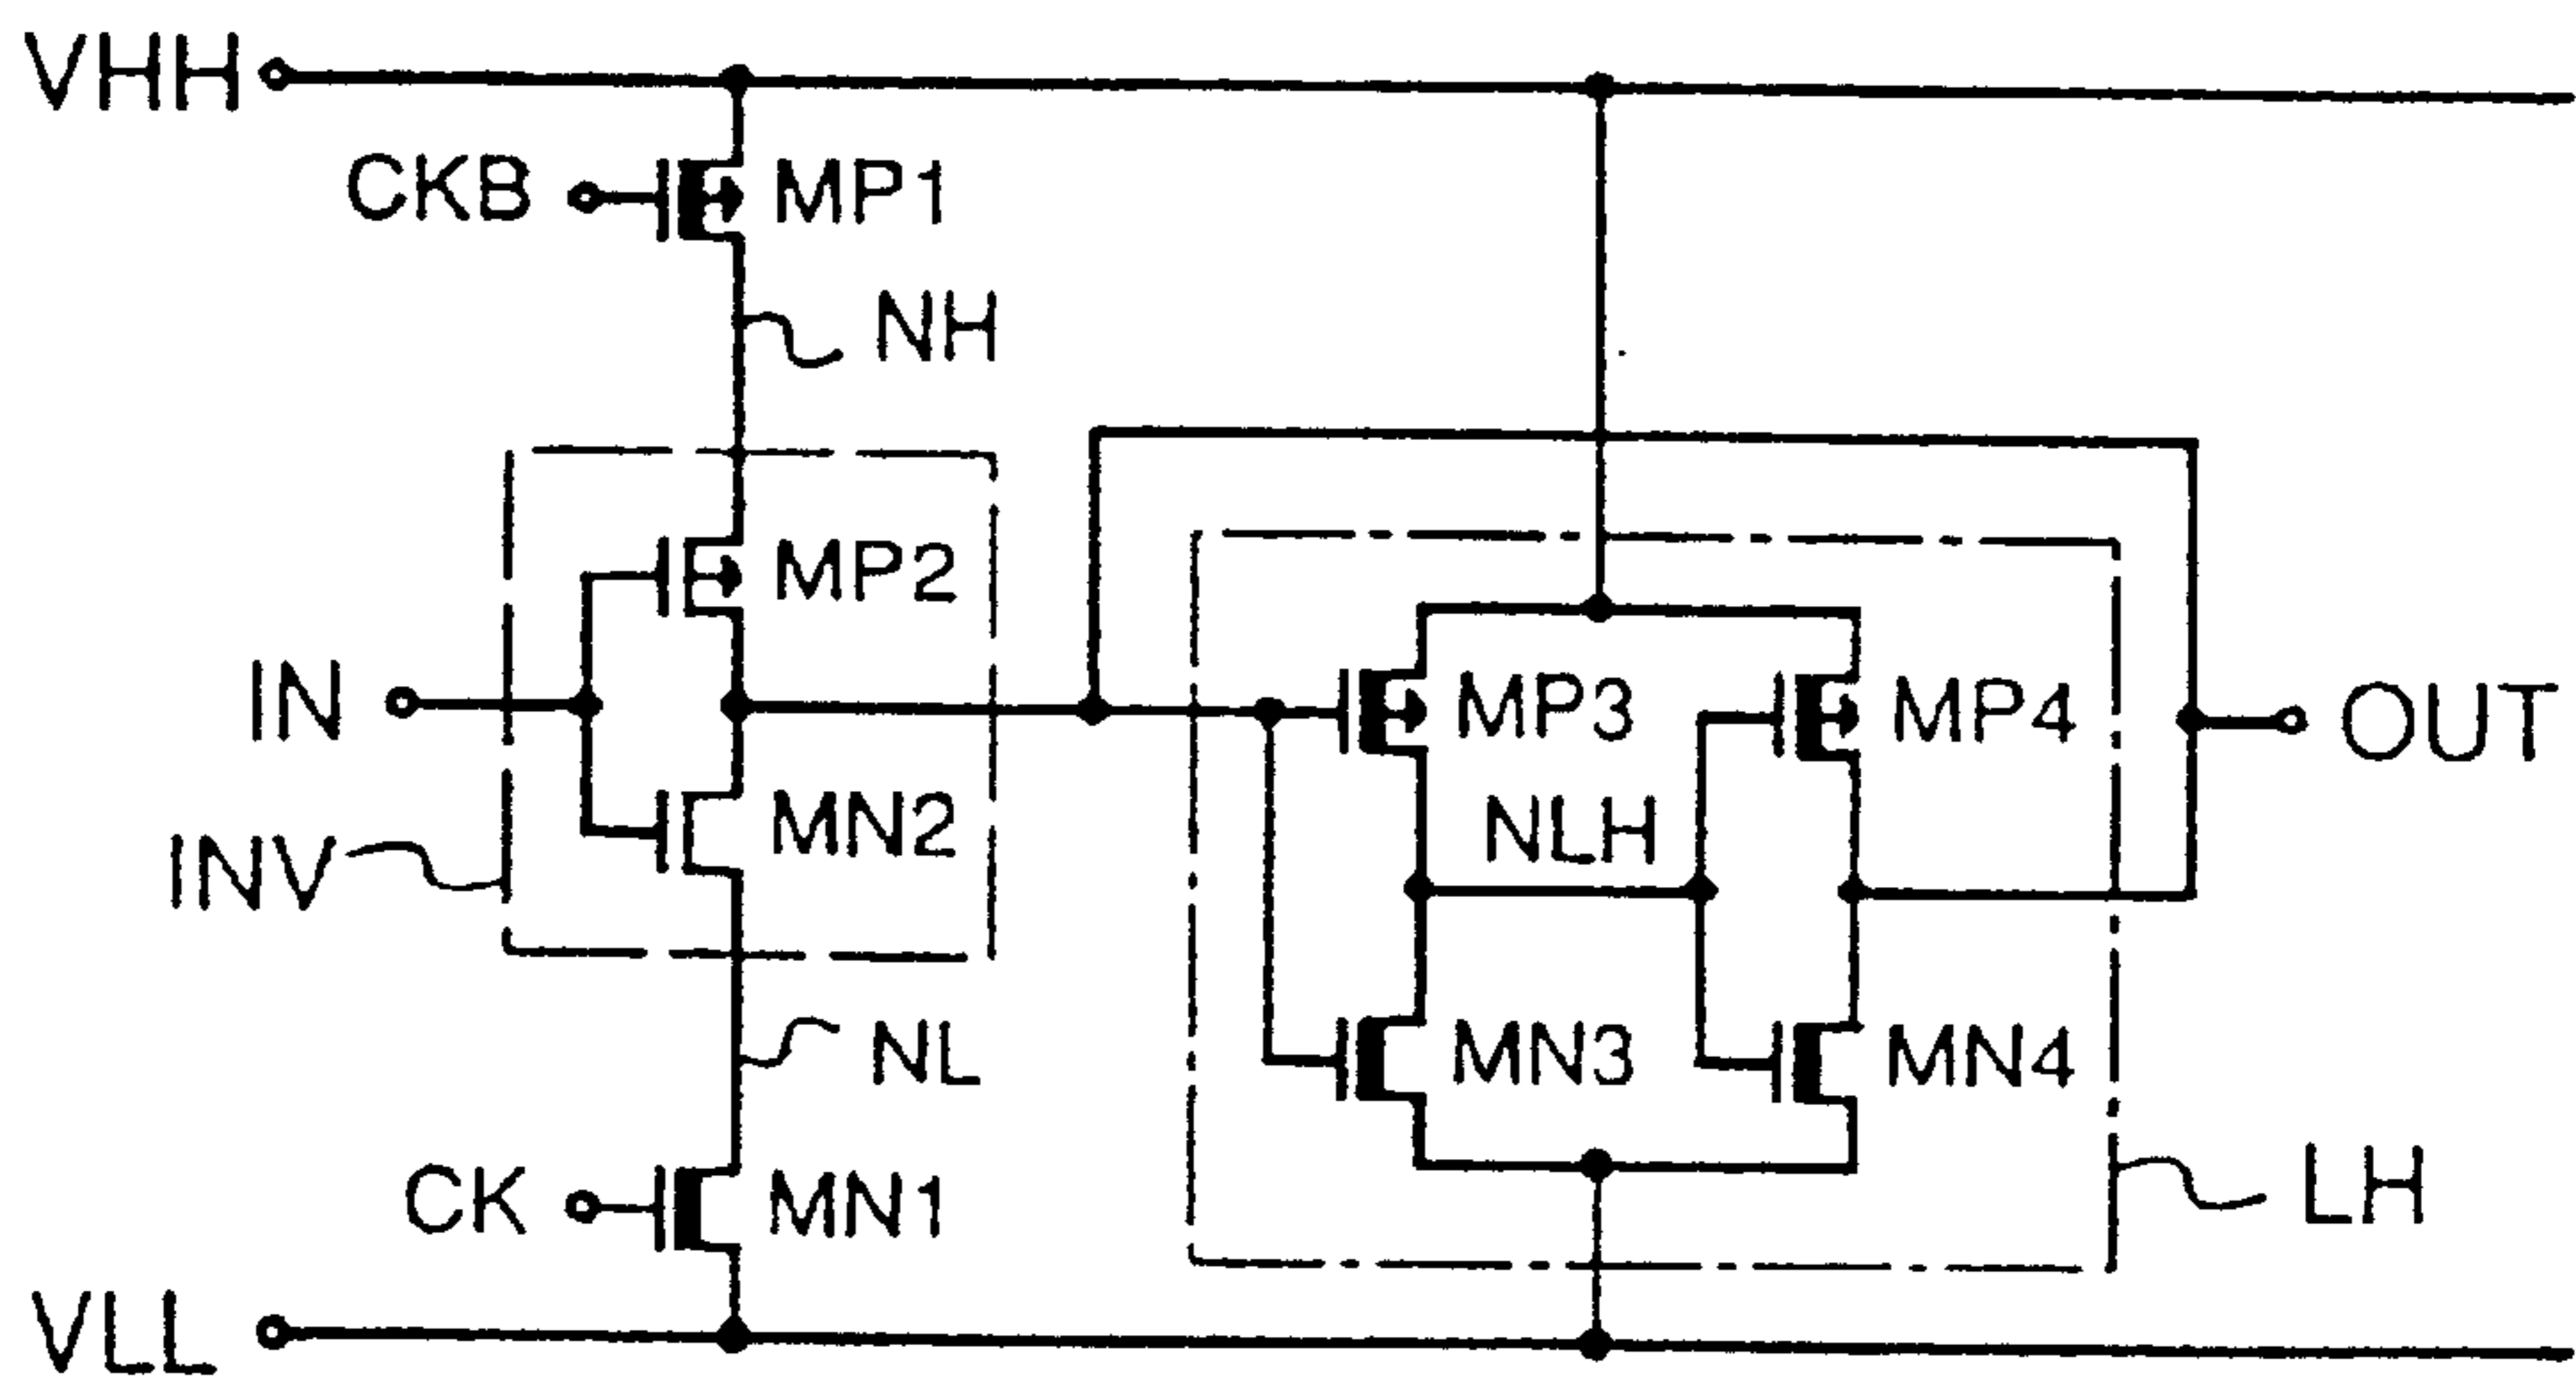 VHH
CKB
MP1
NH
MP2
IN
MP3
MP4
OUT
MN2
NLH
INV
NL
MN3
MN4
CK
MN1
LH
VLL